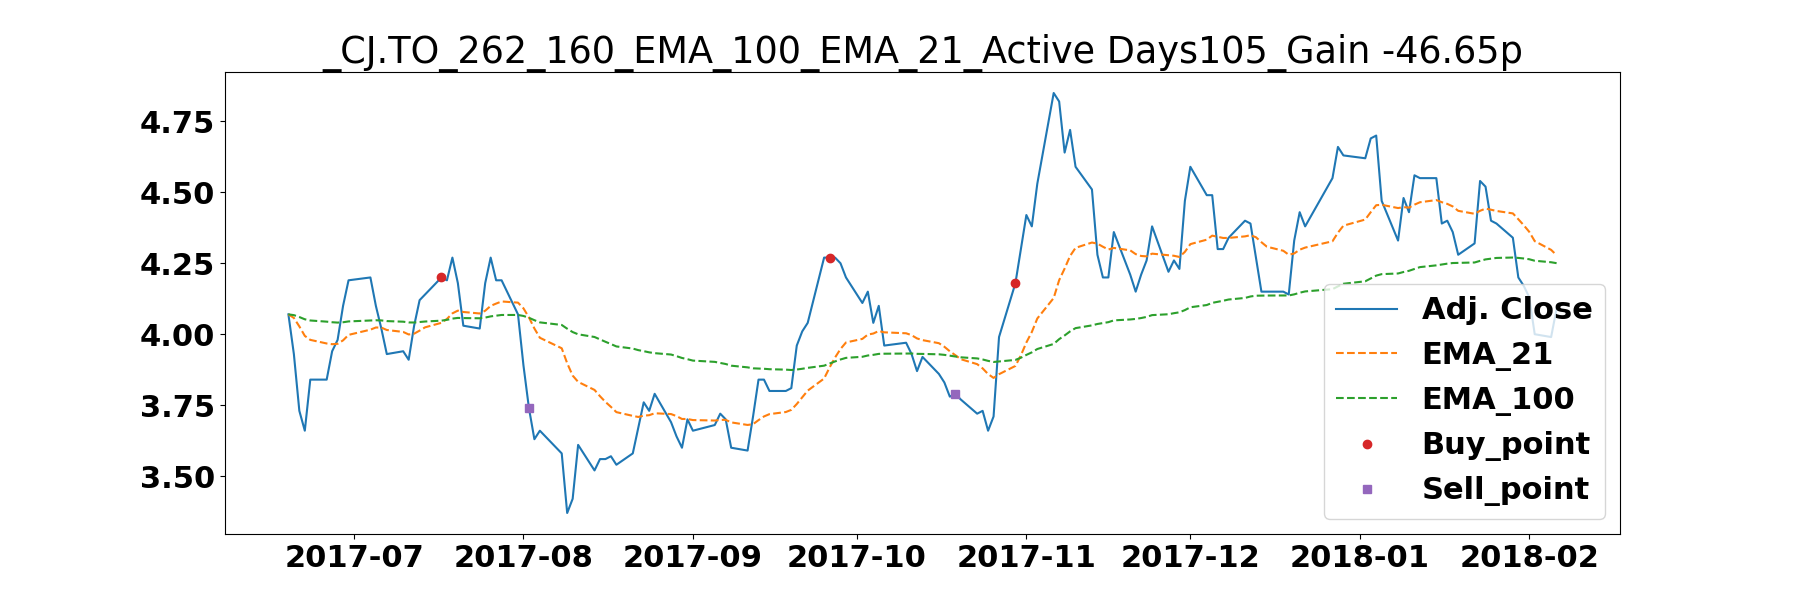 _CJ.TO_262_160_EMA_100_EMA_21_Active Days105_Gain -46.65p
4.75
4.50
4.25
4.00
3.75
3.50
Adj. Close
EMA_21
EMA_100
Buy_point
Sell_point
2017-07 2017-08 2017-09 2017-10 2017-11 2017-12 2018-01 2018-02